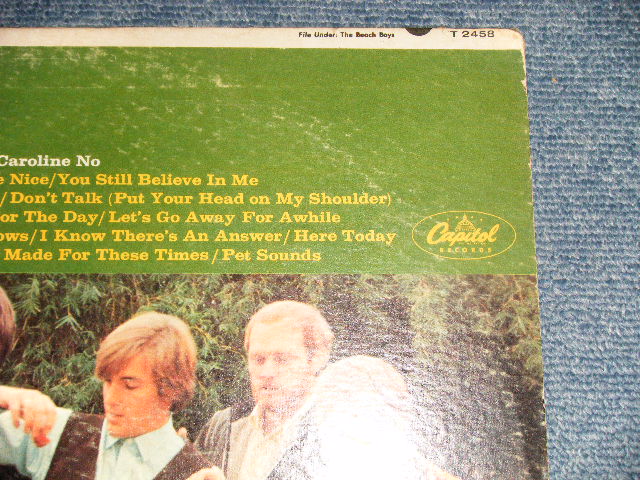 File Under: The Beach Boys T 2458
Caroline No
e Nice/You Still Believe In Me
/Don't Talk (Put Your Head on My Shoulder)
or The Day/Let's Go Away For Awhile
ows/I Know There's An Answer/Here Today
Made For These Times/Pet Sounds
Capitol
RECORDS